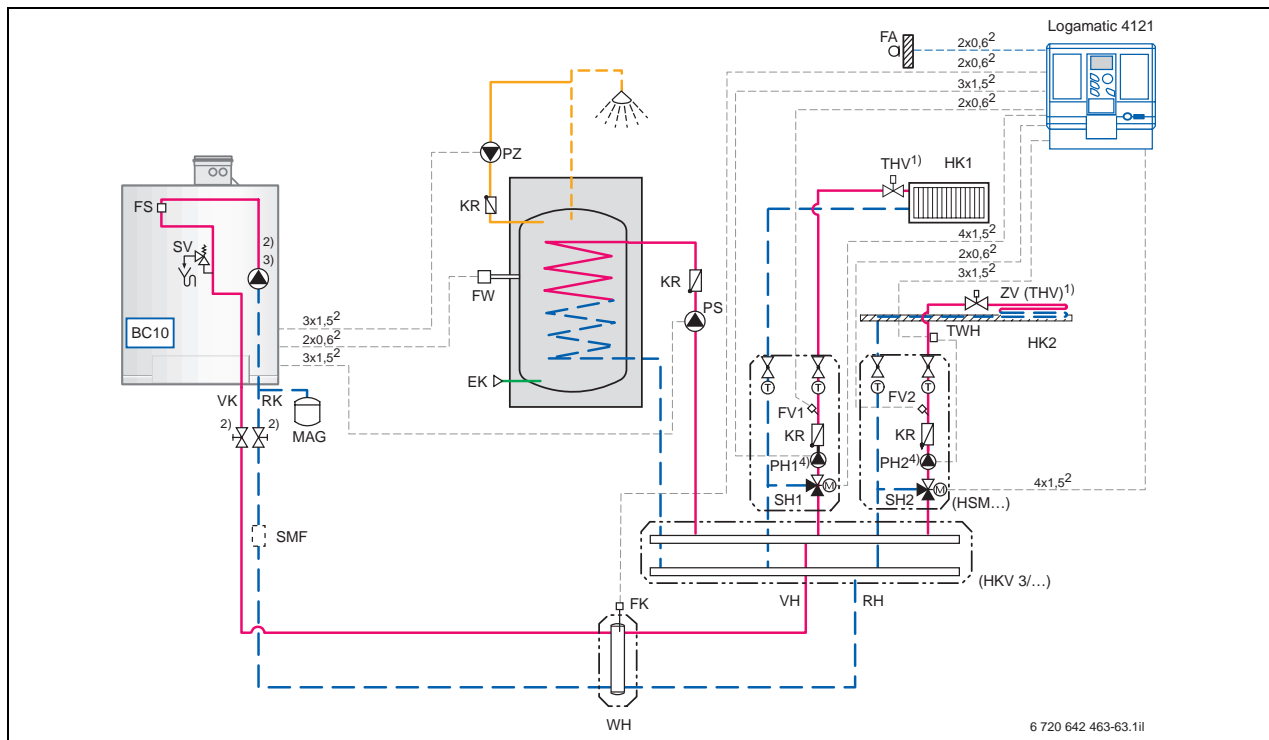 Logamatic 4121
FA
2x0,6²
2x0,6²
3x1,5²
2x0,6²
PZ
THV¹⁾
HK1
FS
KR
2)
3)
SV
4x1,5²
2x0,6²
3x1,5²
KR
FW
ZV (THV)¹⁾
PS
BC10
3x1,5²
2x0,6²
3x1,5²
TWH
HK2
EK
VK
RK
MAG
FV1
FV2
2)
2)
KR
KR
PH1⁴⁾
PH2⁴⁾
M
M
T
T
T
T
4x1,5²
SH1
SH2
(HSM...)
SMF
(HKV 3/...)
VH
RH
FK
WH
6 720 642 463-63.1il